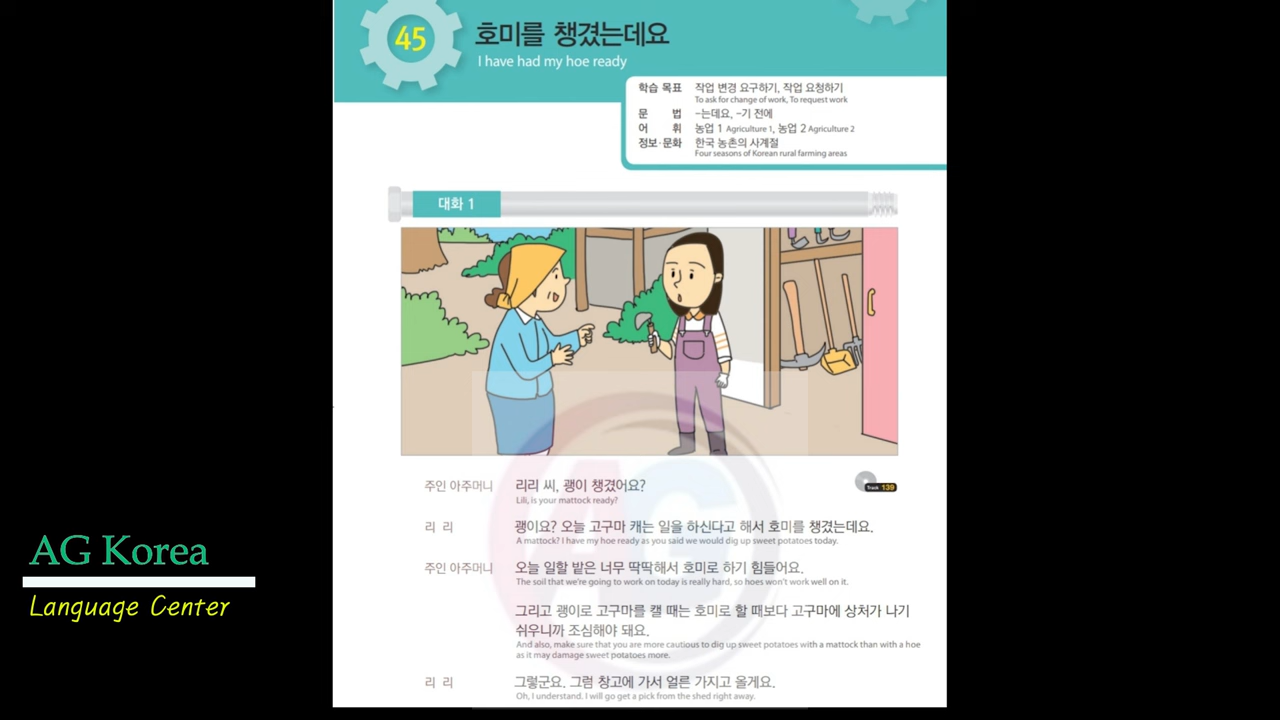 45
호미를 챙겼는데요
I have had my hoe ready
학습 목표 작업 변경 요구하기, 작업 요청하기
To ask for change of work, To request work
문 법 -는데요, -기 전에
어 휘 농업 1 Agriculture 1, 농업 2 Agriculture 2
정보·문화 한국 농촌의 사계절
Four seasons of Korean rural farming areas
대화 1
주인 아주머니 리리 씨, 괭이 챙겼어요?
Lili, is your mattock ready?
Track 139
리 리 괭이요? 오늘 고구마 캐는 일을 하신다고 해서 호미를 챙겼는데요.
A mattock? I have my hoe ready as you said we would dig up sweet potatoes today.
주인 아주머니 오늘 일할 밭은 너무 딱딱해서 호미로 하기 힘들어요.
The soil that we're going to work on today is really hard, so hoes won't work well on it.
그리고 괭이로 고구마를 캘 때는 호미로 할 때보다 고구마에 상처가 나기
쉬우니까 조심해야 돼요.
And also, make sure that you are more cautious to dig up sweet potatoes with a mattock than with a hoe
as it may damage sweet potatoes more.
리 리 그렇군요. 그럼 창고에 가서 얼른 가지고 올게요.
Oh, I understand. I will go get a pick from the shed right away.
AG
AG Korea
Language Center